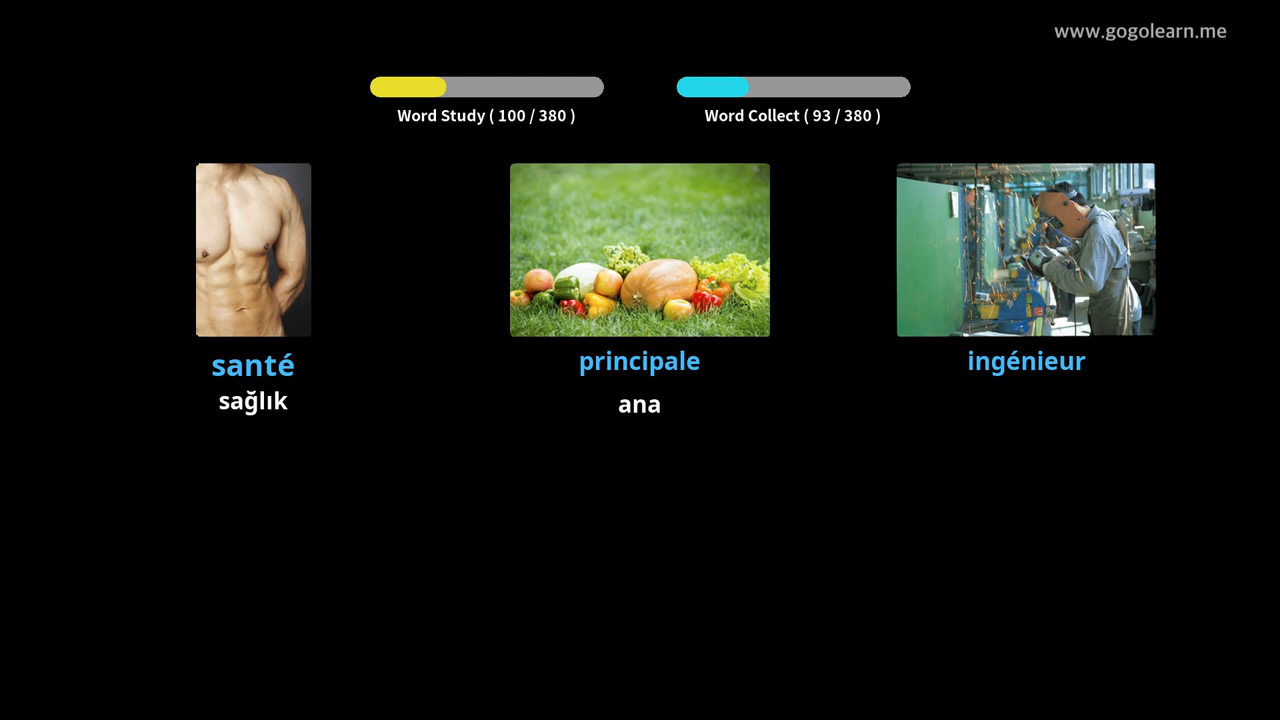 www.gogolearn.me
Word Study ( 100 / 380 )
Word Collect ( 93 / 380 )
santé
sağlık
principale
ana
ingénieur